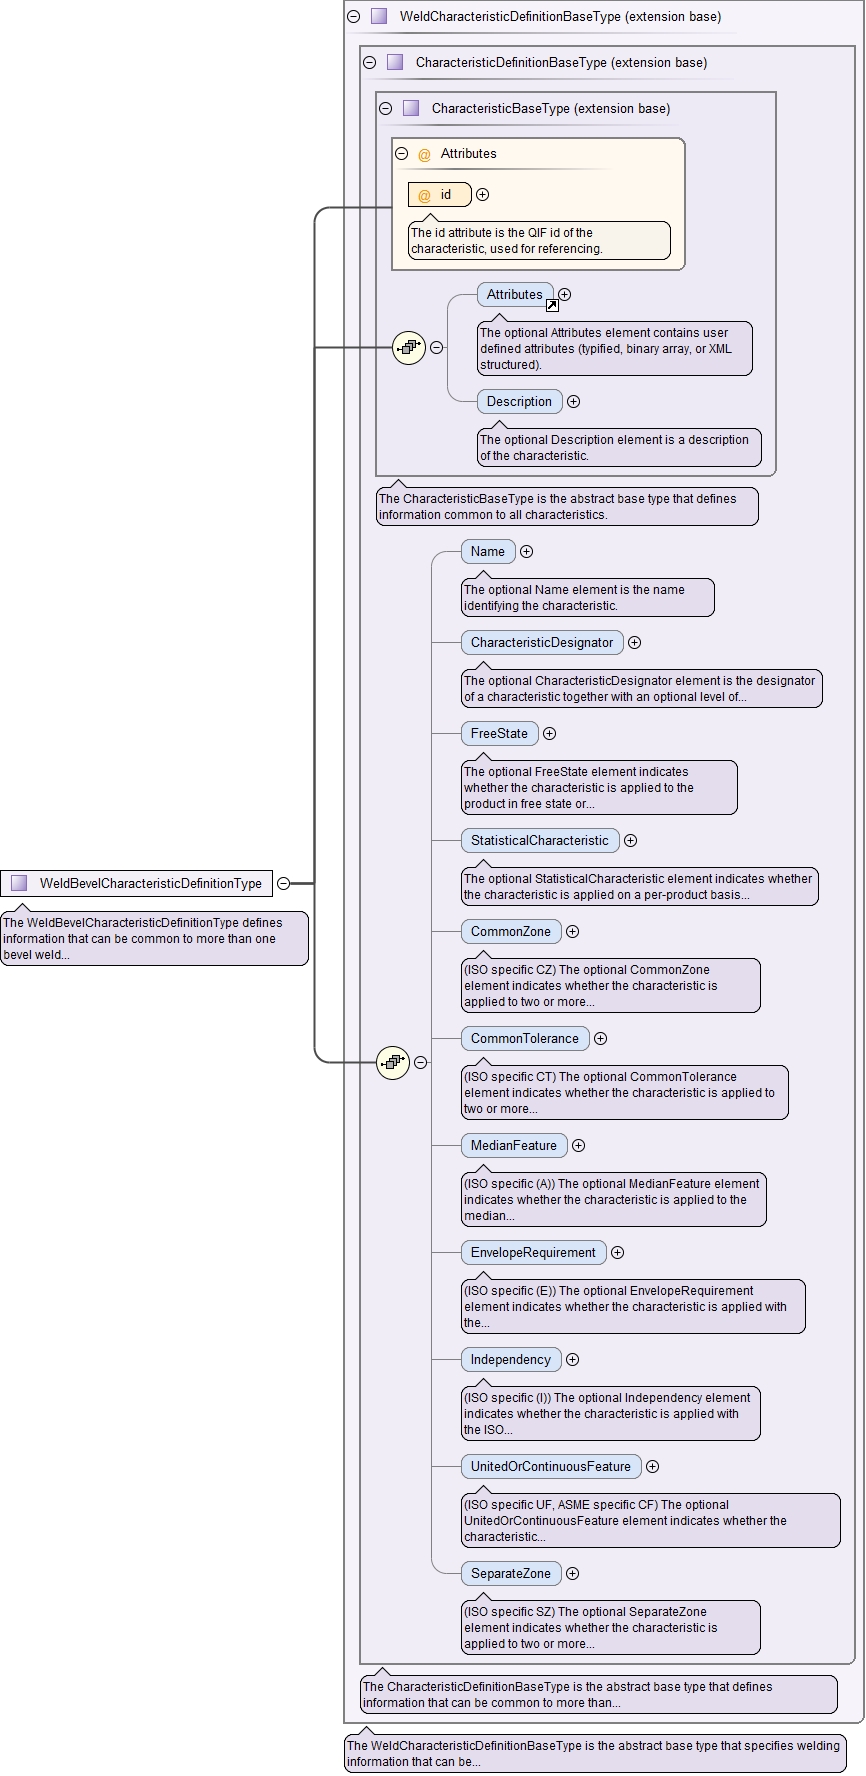 WeldCharacteristicDefinitionBaseType (extension base)
CharacteristicDefinitionBaseType (extension base)
CharacteristicBaseType (extension base)
@ Attributes
@ id
The id attribute is the QIF id of the
characteristic, used for referencing.
Attributes
The optional Attributes element contains user
defined attributes (typified, binary array, or XML
structured).
Description
The optional Description element is a description
of the characteristic.
The CharacteristicBaseType is the abstract base type that defines
information common to all characteristics.
Name
The optional Name element is the name
identifying the characteristic.
CharacteristicDesignator
The optional CharacteristicDesignator element is the designator
of a characteristic together with an optional level of...
FreeState
The optional FreeState element indicates
whether the characteristic is applied to the
product in free state or...
StatisticalCharacteristic
The optional StatisticalCharacteristic element indicates whether
the characteristic is applied on a per-product basis...
WeldBevelCharacteristicDefinitionType
The WeldBevelCharacteristicDefinitionType defines
information that can be common to more than one
bevel weld...
CommonZone
(ISO specific CZ) The optional CommonZone
element indicates whether the characteristic is
applied to two or more...
CommonTolerance
(ISO specific CT) The optional CommonTolerance
element indicates whether the characteristic is applied to
two or more...
MedianFeature
(ISO specific (A)) The optional MedianFeature element
indicates whether the characteristic is applied to the
median...
EnvelopeRequirement
(ISO specific (E)) The optional EnvelopeRequirement
element indicates whether the characteristic is applied with
the...
Independency
(ISO specific (I)) The optional Independency element
indicates whether the characteristic is applied with
the ISO...
UnitedOrContinuousFeature
(ISO specific UF, ASME specific CF) The optional
UnitedOrContinuousFeature element indicates whether the
characteristic...
SeparateZone
(ISO specific SZ) The optional SeparateZone
element indicates whether the characteristic is
applied to two or more...
The CharacteristicDefinitionBaseType is the abstract base type that defines
information that can be common to more than...
The WeldCharacteristicDefinitionBaseType is the abstract base type that specifies welding
information that can be...